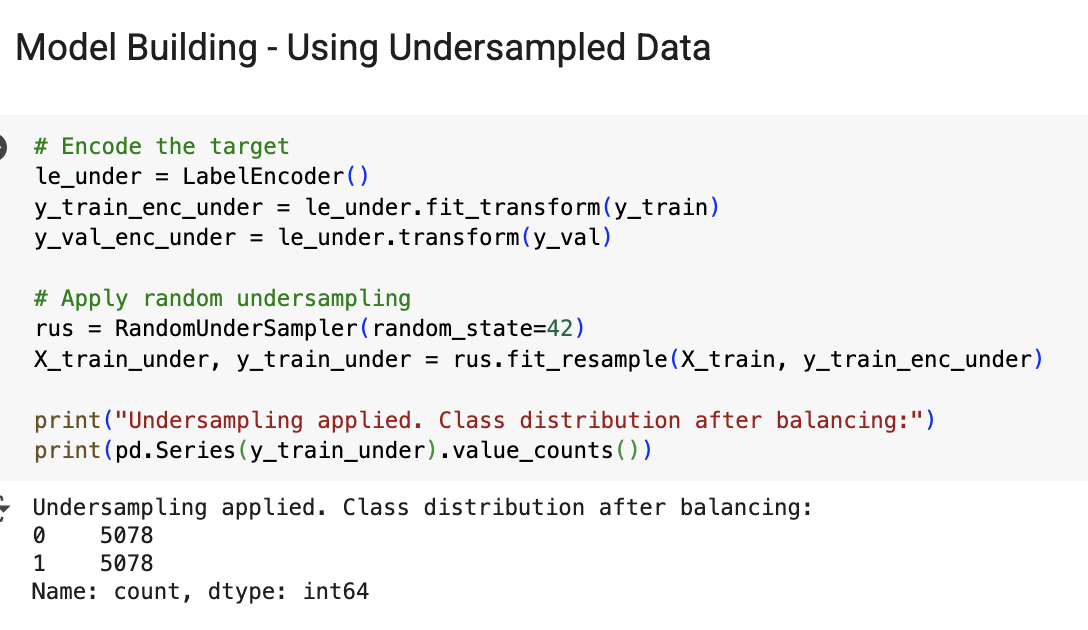 Model Building - Using Undersampled Data
# Encode the target
le_under = LabelEncoder()
y_train_enc_under = le_under.fit_transform(y_train)
y_val_enc_under = le_under.transform(y_val)
# Apply random undersampling
rus = RandomUnderSampler(random_state=42)
X_train_under, y_train_under = rus.fit_resample(X_train, y_train_enc_under)
print("Undersampling applied. Class distribution after balancing:")
print(pd.Series(y_train_under).value_counts())
Undersampling applied. Class distribution after balancing:
0    5078
1    5078
Name: count, dtype: int64